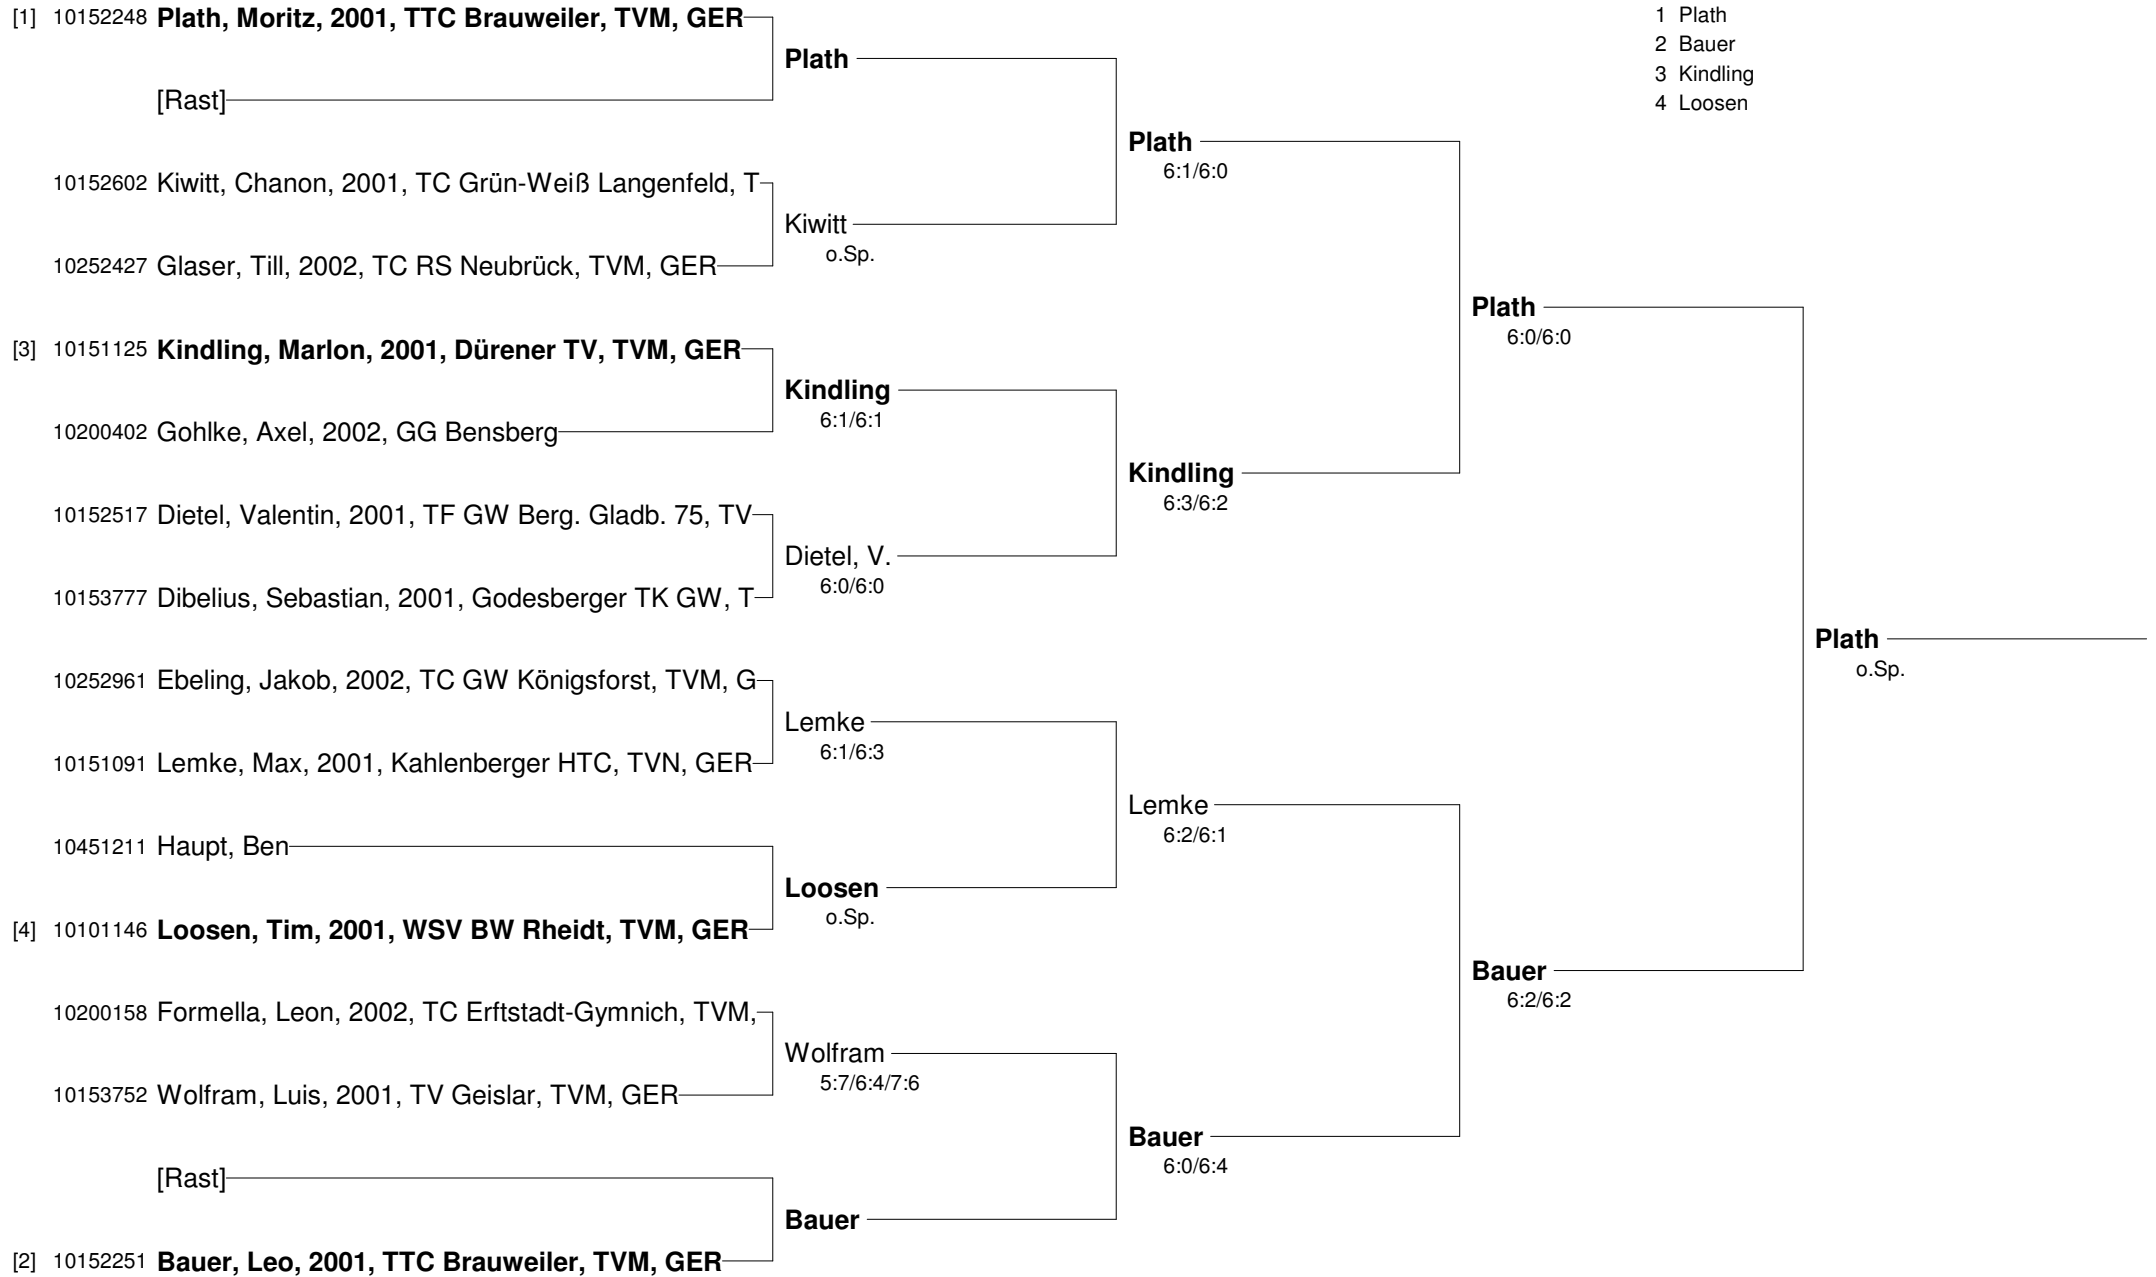 [1] 10152248 Plath, Moritz, 2001, TTC Brauweiler, TVM, GER
[Rast]
10152602 Kiwitt, Chanon, 2001, TC Grün-Weiß Langenfeld, T
10252427 Glaser, Till, 2002, TC RS Neubrück, TVM, GER
[3] 10151125 Kindling, Marlon, 2001, Dürener TV, TVM, GER
10200402 Gohlke, Axel, 2002, GG Bensberg
10152517 Dietel, Valentin, 2001, TF GW Berg. Gladb. 75, TV
10153777 Dibelius, Sebastian, 2001, Godesberger TK GW, T
10252961 Ebeling, Jakob, 2002, TC GW Königsforst, TVM, G
10151091 Lemke, Max, 2001, Kahlenberger HTC, TVN, GER
10451211 Haupt, Ben
[4] 10101146 Loosen, Tim, 2001, WSV BW Rheidt, TVM, GER
10200158 Formella, Leon, 2002, TC Erftstadt-Gymnich, TVM,
10153752 Wolfram, Luis, 2001, TV Geislar, TVM, GER
[Rast]
[2] 10152251 Bauer, Leo, 2001, TTC Brauweiler, TVM, GER
Plath
Kiwitt
o.Sp.
Kindling
6:1/6:1
Dietel, V.
6:0/6:0
Lemke
6:1/6:3
Loosen
o.Sp.
Wolfram
5:7/6:4/7:6
Bauer
Plath
6:1/6:0
Kindling
6:3/6:2
Lemke
6:2/6:1
Bauer
6:0/6:4
Plath
6:0/6:0
Bauer
6:2/6:2
Plath
o.Sp.
1 Plath
2 Bauer
3 Kindling
4 Loosen